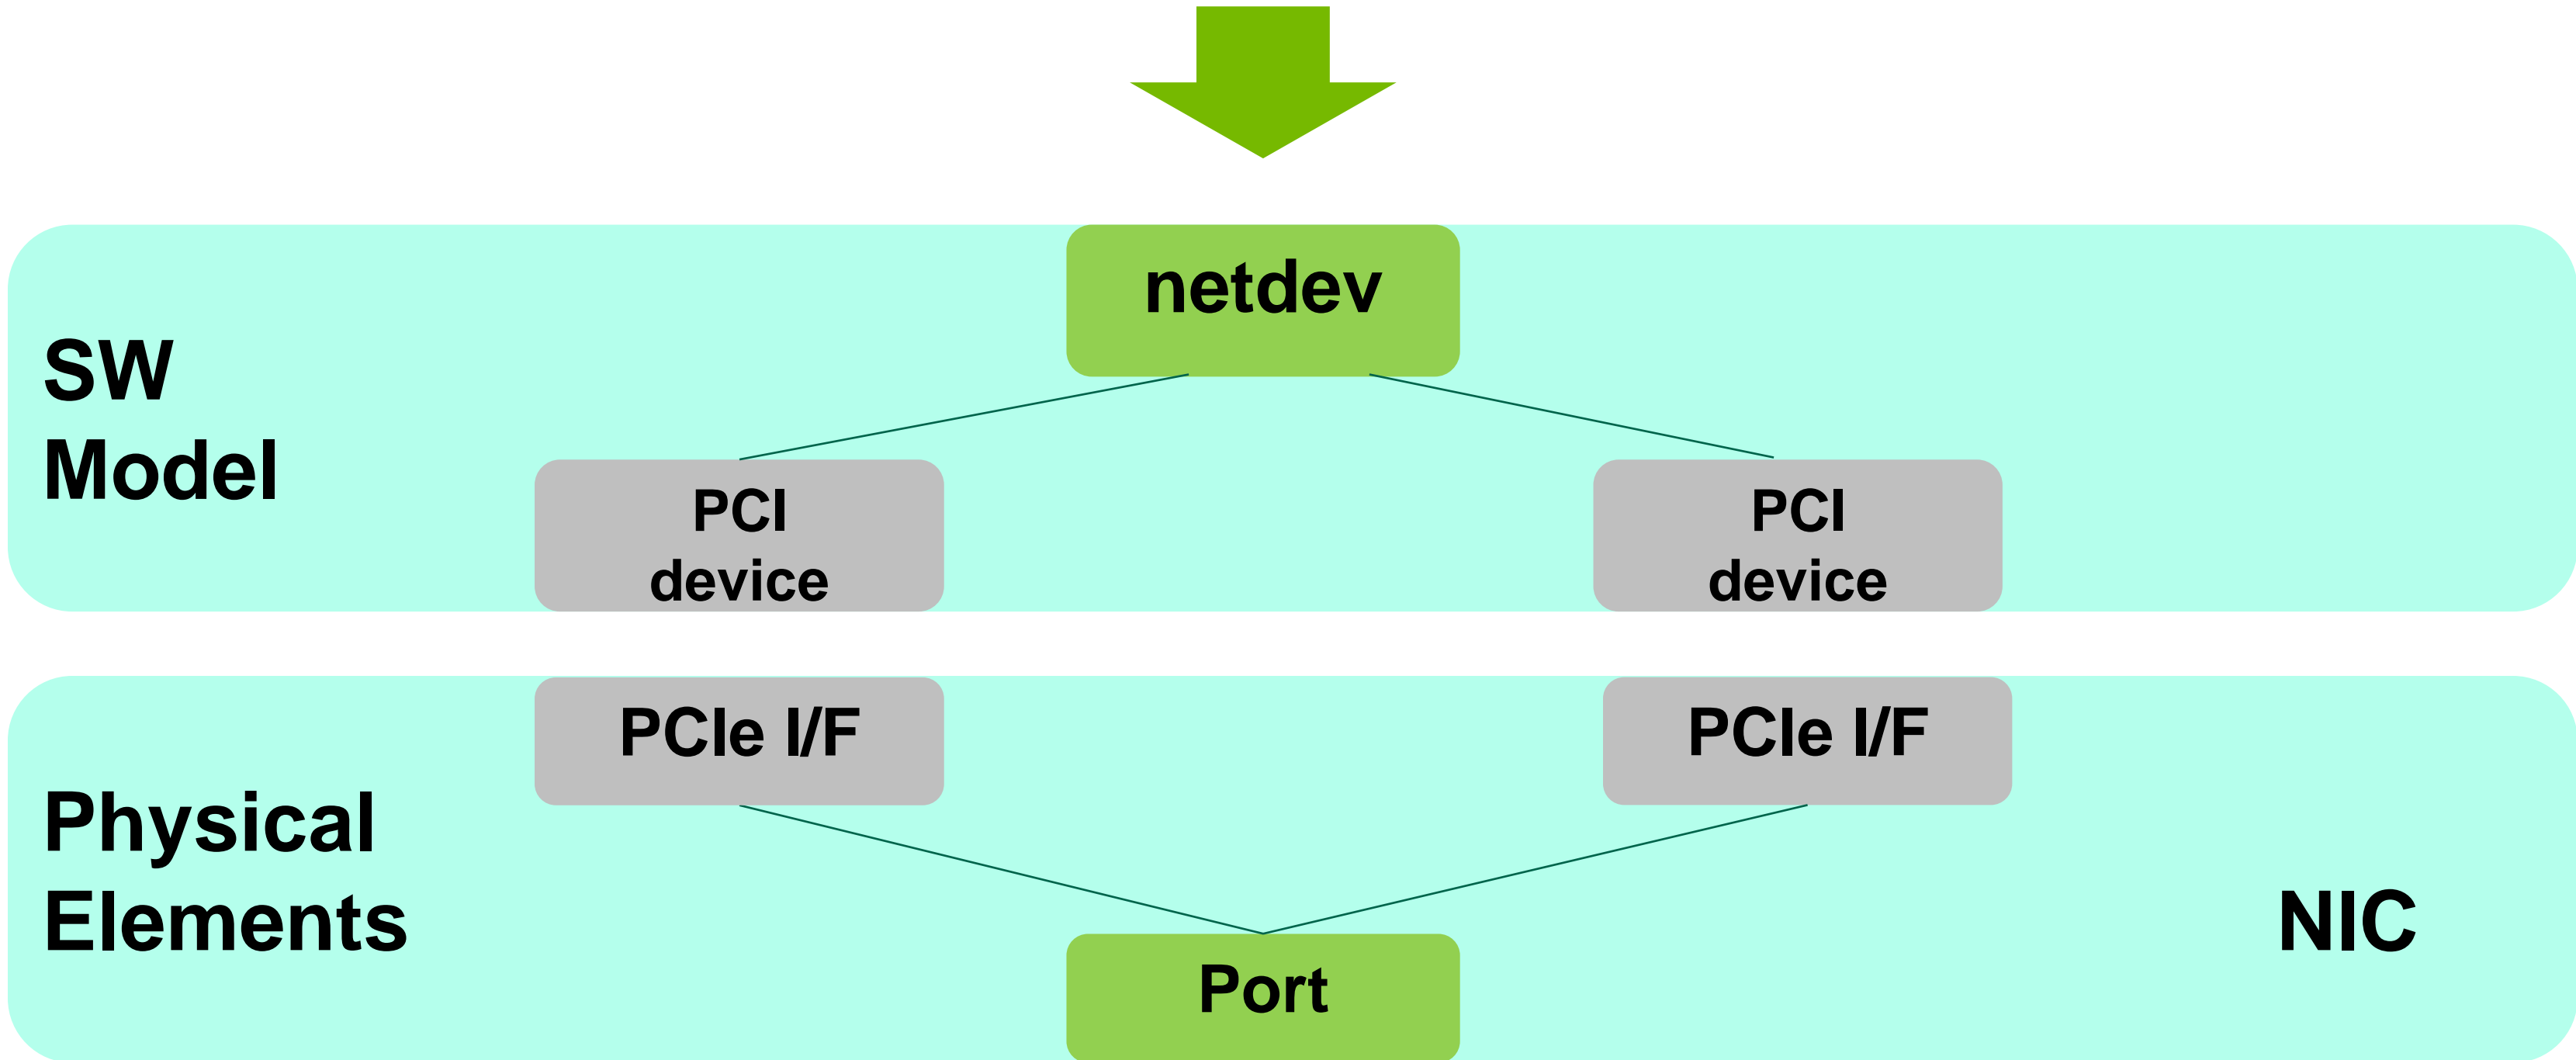 netdev
SW
Model
PCI
device
PCI
device
PCIe I/F
PCIe I/F
Physical
Elements
NIC
Port